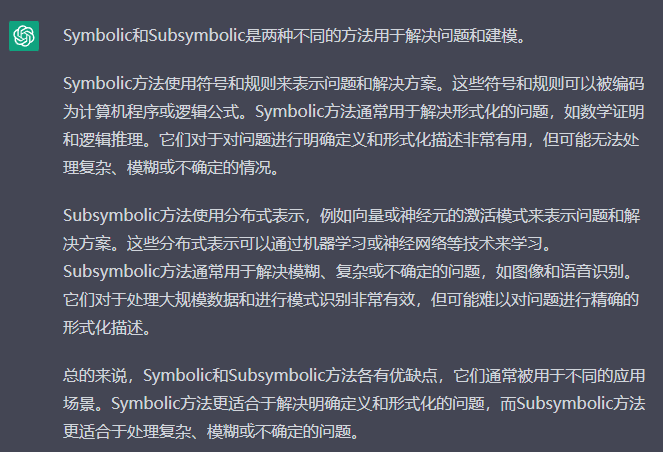 Symbolic和Subsymbolic是两种不同的方法用于解决问题和建模。
Symbolic方法使用符号和规则来表示问题和解决方案。这些符号和规则可以被编码
为计算机程序或逻辑公式。Symbolic方法通常用于解决形式化的问题，如数学证明
和逻辑推理。它们对于对问题进行明确定义和形式化描述非常有用，但可能无法处
理复杂、模糊或不确定的情况。
Subsymbolic方法使用分布式表示，例如向量或神经元的激活模式来表示问题和解
决方案。这些分布式表示可以通过机器学习或神经网络等技术来学习。
Subsymbolic方法通常用于解决模糊、复杂或不确定的问题，如图像和语音识别。
它们对于处理大规模数据和进行模式识别非常有效，但可能难以对问题进行精确的
形式化描述。
总的来说，Symbolic和Subsymbolic方法各有优缺点，它们通常被用于不同的应用
场景。Symbolic方法更适合于解决明确定义和形式化的问题，而Subsymbolic方法
更适合于处理复杂、模糊或不确定的问题。